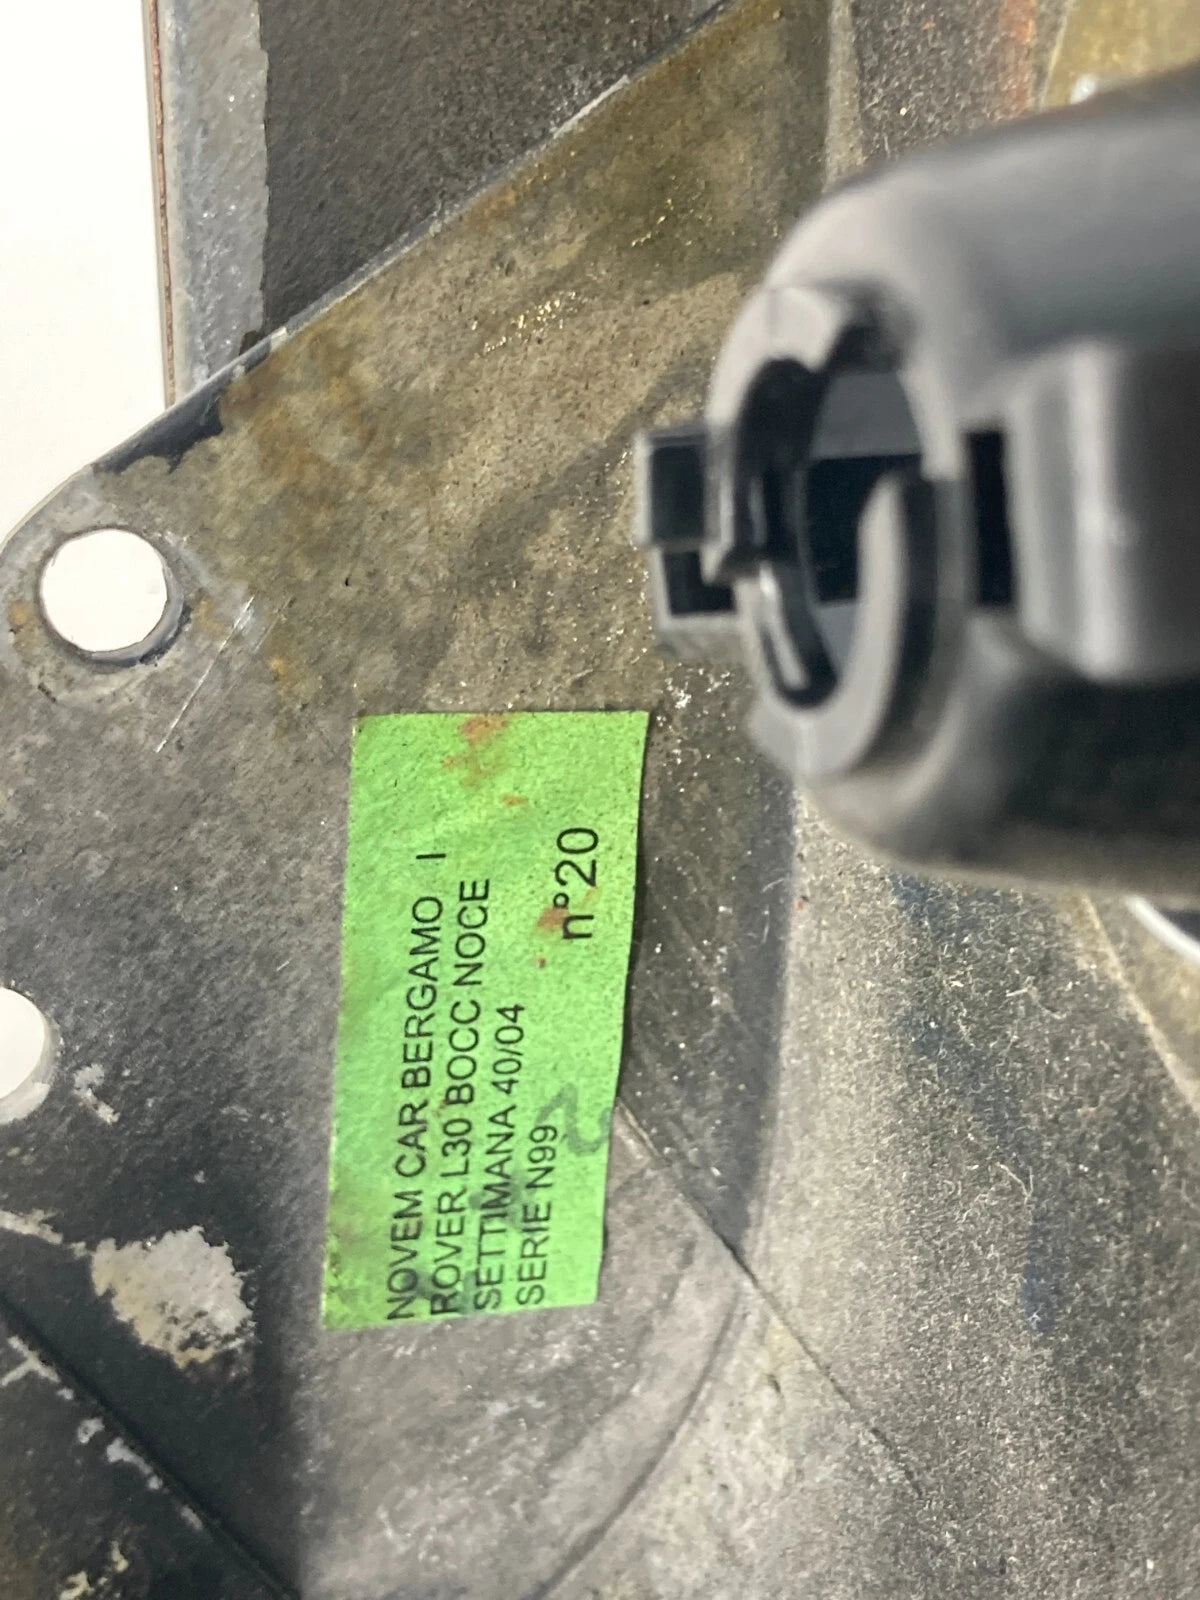 NOVEM CAR BERGAMO I
ROVER L30 BOCC NOCE
SETTIMANA 40/04
SERIE N99
n°20